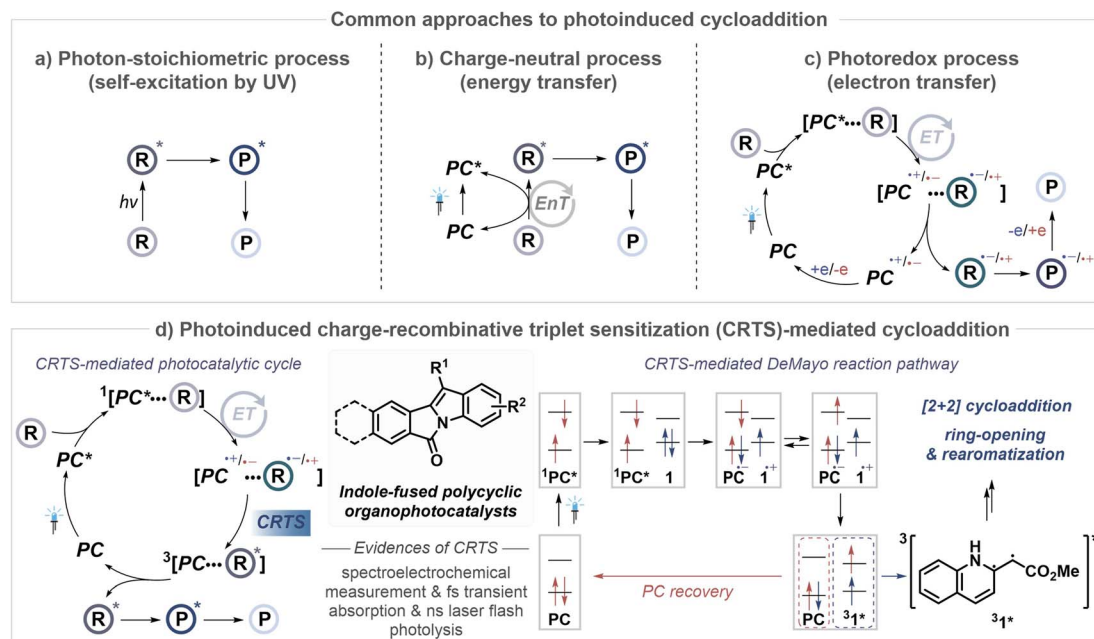 Common approaches to photoinduced cycloaddition
a) Photon-stoichiometric process
(self-excitation by UV)
R*
P*
hv
R
P
b) Charge-neutral process
(energy transfer)
PC*
R*
P*
EnT
PC
R
P
c) Photoredox process
(electron transfer)
[PC*••• R]
R
ET
PC*
[PC•+/•− ••• R•−/•+]
P
-e/+e
PC
+e/-e
PC•+/•−
R•−/•+
P•−/•+
d) Photoinduced charge-recombinative triplet sensitization (CRTS)-mediated cycloaddition
CRTS-mediated photocatalytic cycle
1[PC*••• R]
R
ET
PC*
[PC•+/•− ••• R•−/•+]
CRTS
PC
3[PC••• R*]
R*
P*
P
R1
R2
N
O
Indole-fused polycyclic
organophotocatalysts
Evidences of CRTS
spectroelectrochemical
measurement & fs transient
absorption & ns laser flash
photolysis
CRTS-mediated DeMayo reaction pathway
1PC*
1PC* 1
PC•− 1•+
PC•− 1•+
[2+2] cycloaddition
ring-opening
& rearomatization
PC
PC recovery
PC 31*
3[
H
N
CO2Me
]*
31*